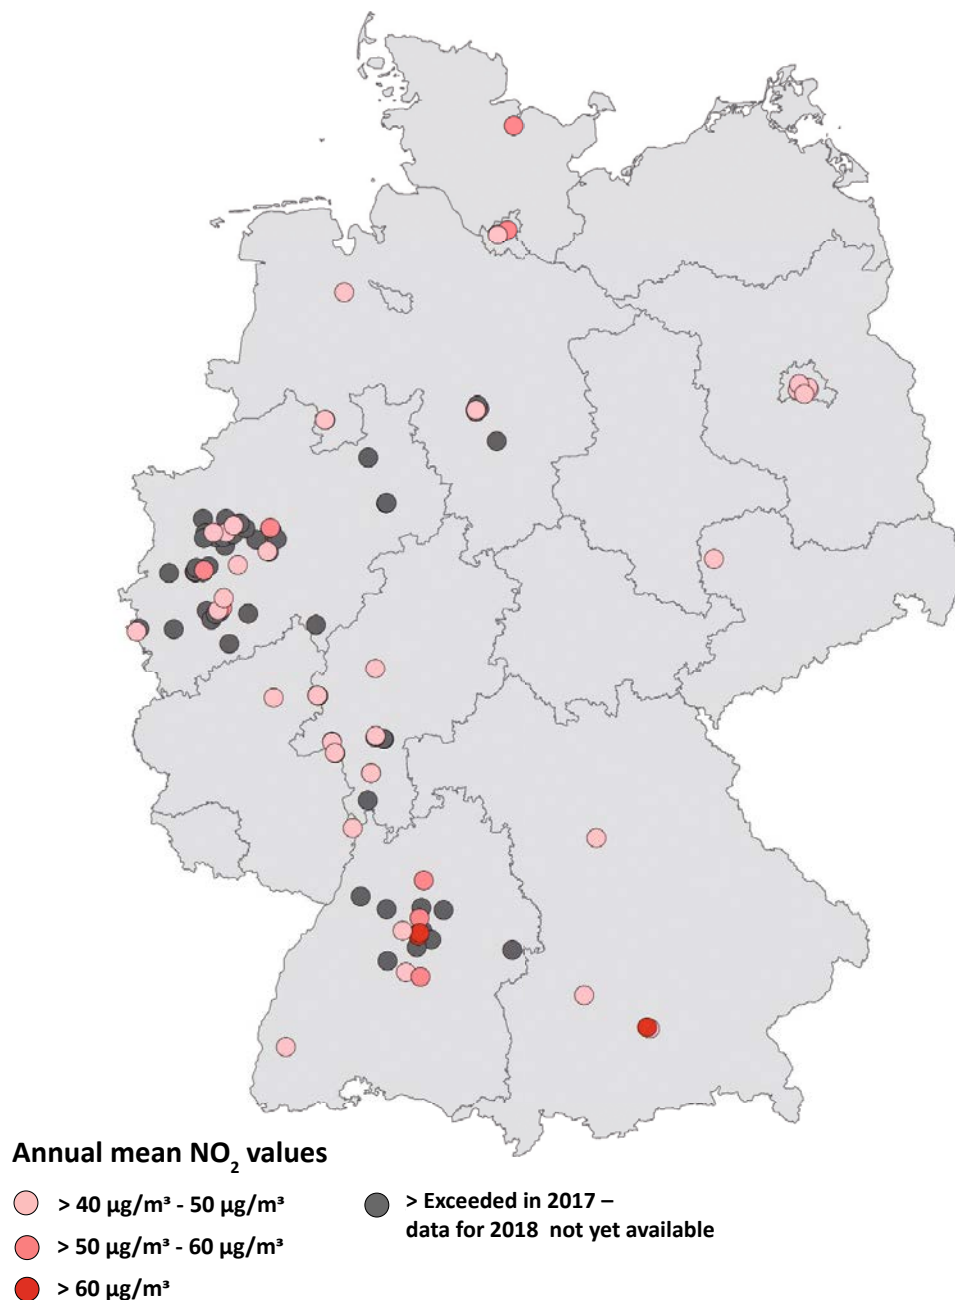 Annual mean NO₂ values
> 40 µg/m³ - 50 µg/m³
> 50 µg/m³ - 60 µg/m³
> 60 µg/m³
> Exceeded in 2017 –
data for 2018 not yet available